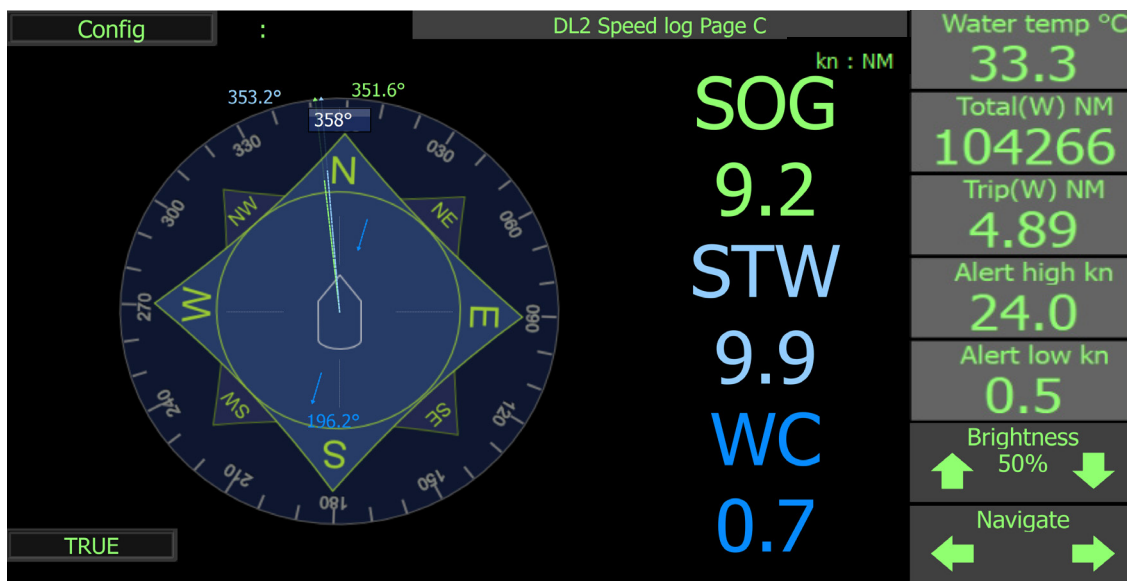 Config
:
DL2 Speed log Page C
kn : NM
353.2°
351.6°
358°
N
NE
E
SE
S
SW
W
NW
030
060
090
120
150
180
210
240
270
300
330
196.2°
TRUE
SOG
9.2
STW
9.9
WC
0.7
Water temp °C
33.3
Total(W) NM
104266
Trip(W) NM
4.89
Alert high kn
24.0
Alert low kn
0.5
Brightness
50%
Navigate